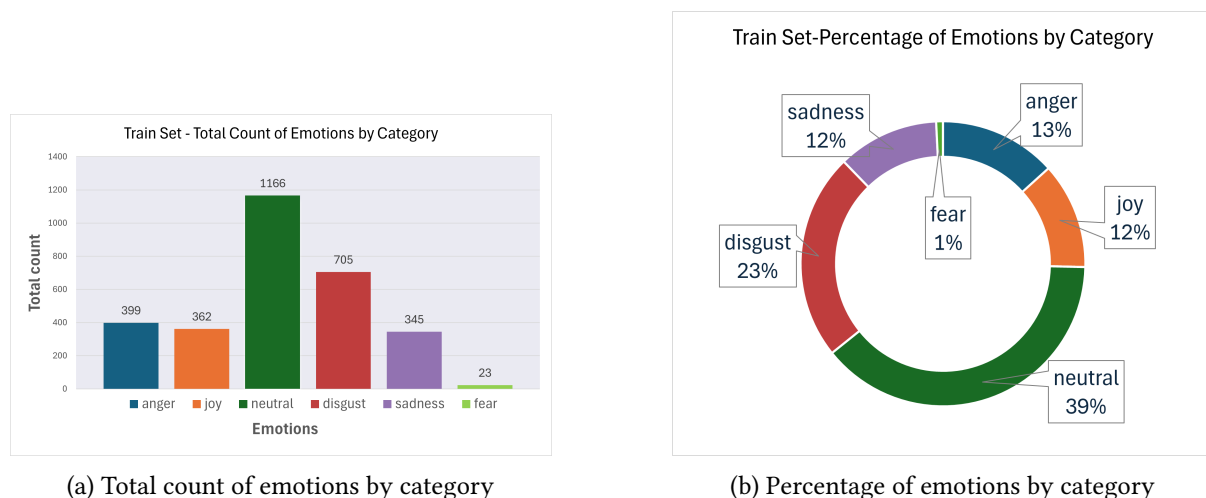 Train Set - Total Count of Emotions by Category
1400
1200
1000
800
600
400
200
0
Total count
399
362
1166
705
345
23
anger joy neutral disgust sadness fear
Emotions
(a) Total count of emotions by category
Train Set-Percentage of Emotions by Category
anger
13%
joy
12%
neutral
39%
disgust
23%
sadness
12%
fear
1%
(b) Percentage of emotions by category